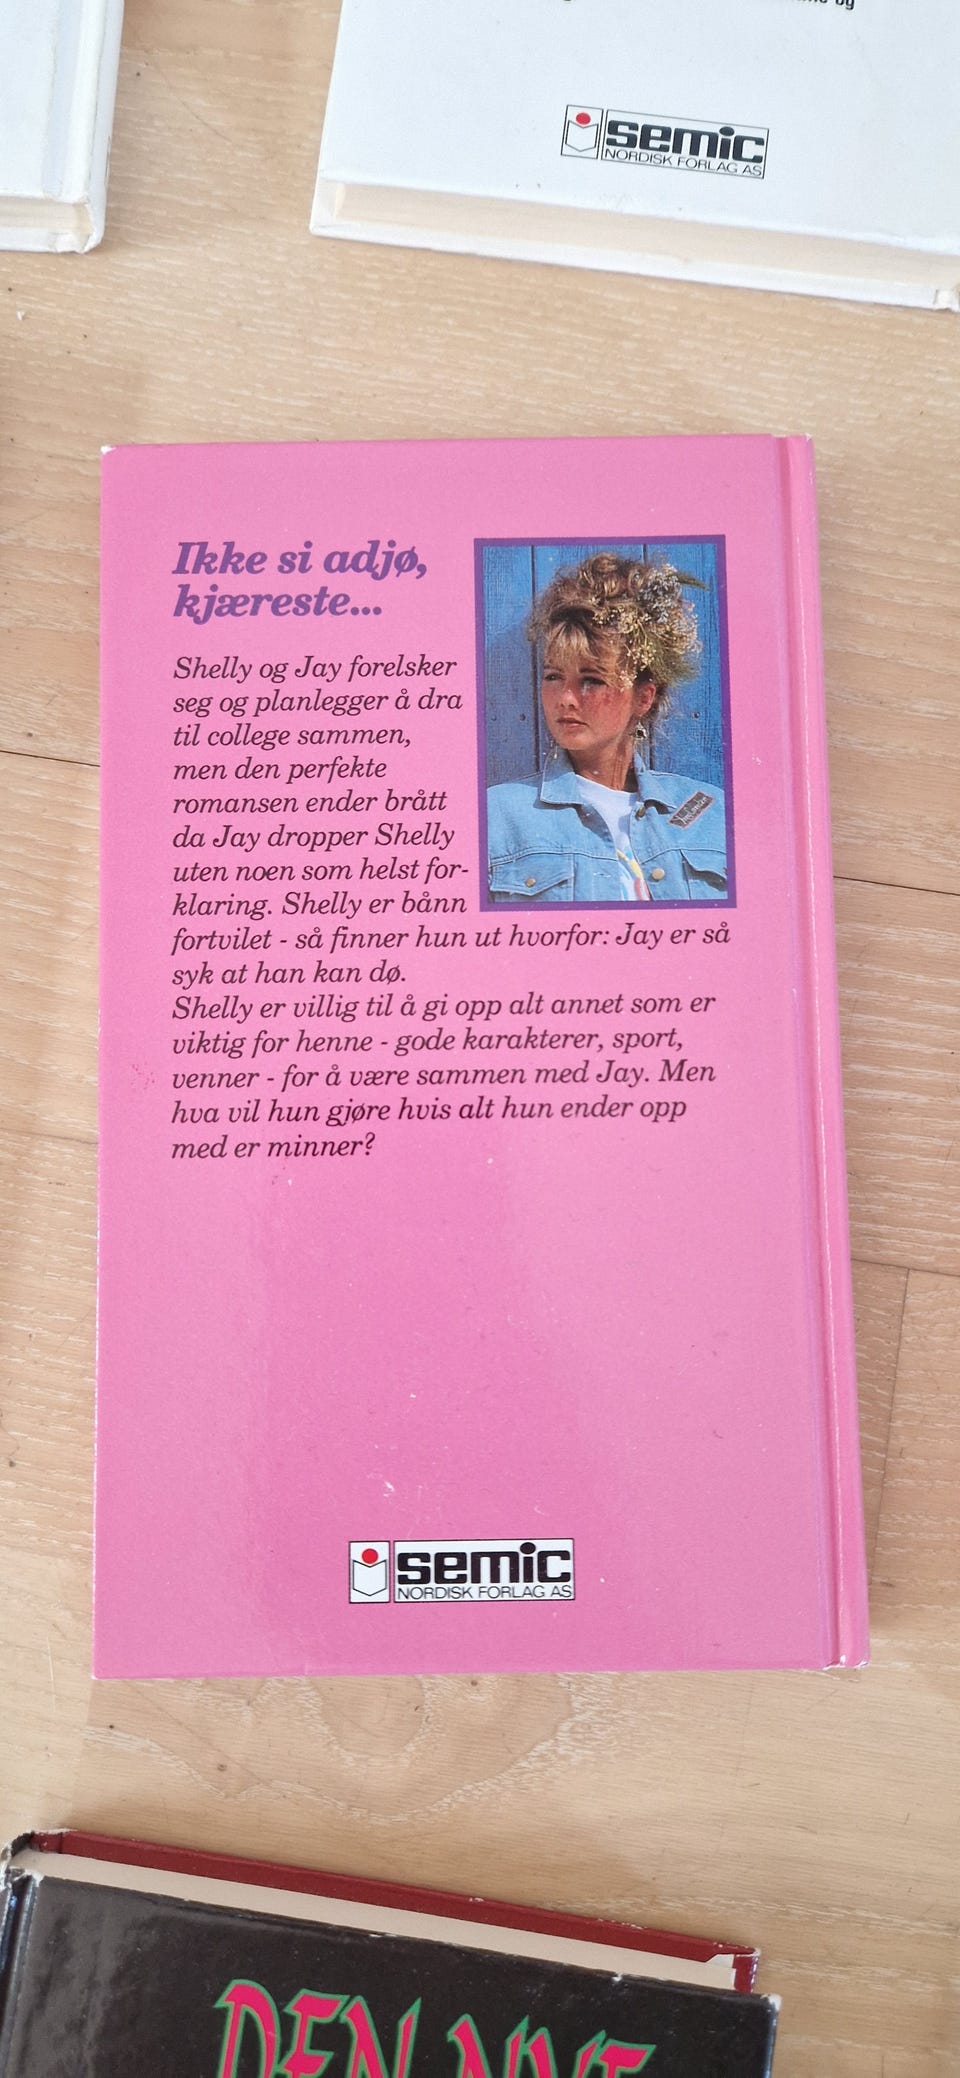 og
semic
NORDISK FORLAG AS
Ikke si adjø,
kjæreste...
Shelly og Jay forelsker
seg og planlegger å dra
til college sammen,
men den perfekte
romansen ender brått
da Jay dropper Shelly
uten noen som helst for-
klaring. Shelly er bånn
fortvilet - så finner hun ut hvorfor: Jay er så
syk at han kan dø.
Shelly er villig til å gi opp alt annet som er
viktig for henne - gode karakterer, sport,
venner - for å være sammen med Jay. Men
hva vil hun gjøre hvis alt hun ender opp
med er minner?
semic
NORDISK FORLAG AS
DEN NYE